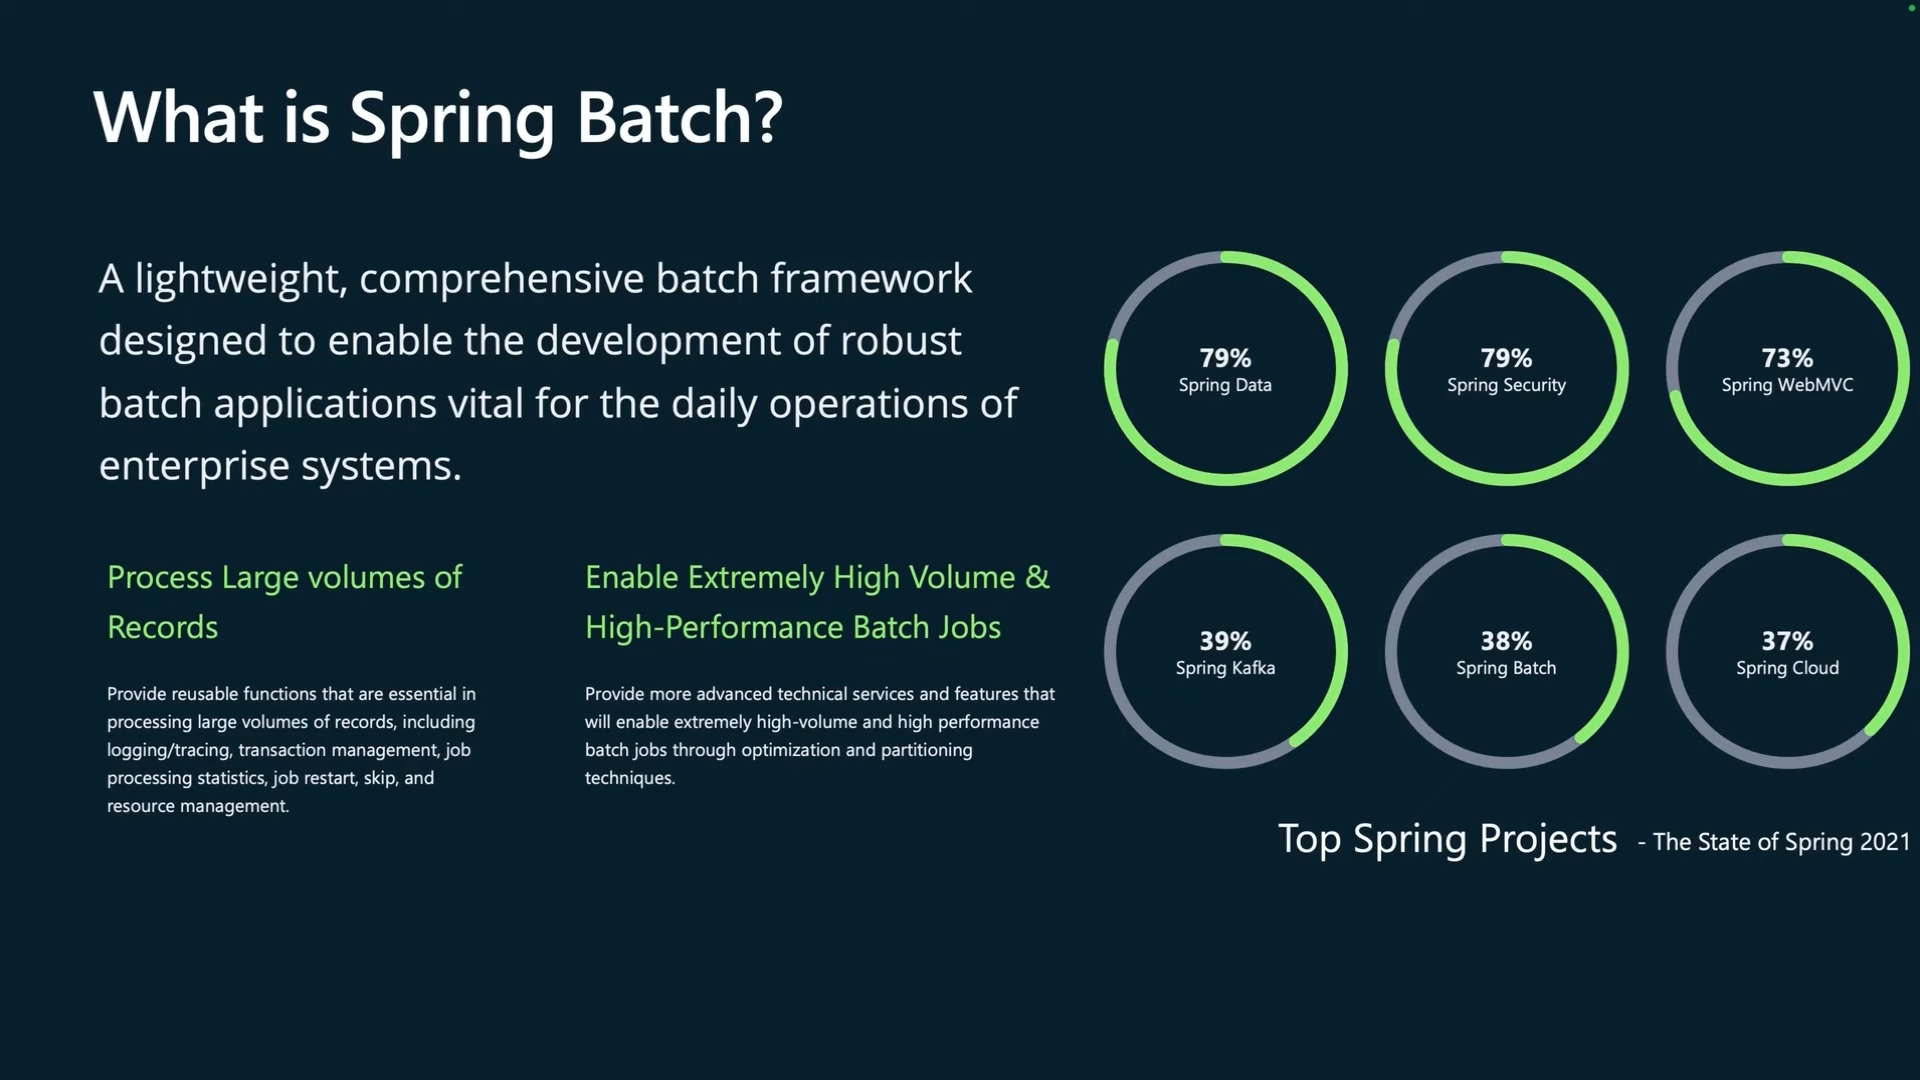 What is Spring Batch?
A lightweight, comprehensive batch framework
designed to enable the development of robust
batch applications vital for the daily operations of
enterprise systems.
Process Large volumes of
Records
Provide reusable functions that are essential in
processing large volumes of records, including
logging/tracing, transaction management, job
processing statistics, job restart, skip, and
resource management.
Enable Extremely High Volume &
High-Performance Batch Jobs
Provide more advanced technical services and features that
will enable extremely high-volume and high performance
batch jobs through optimization and partitioning
techniques.
79%
Spring Data
79%
Spring Security
73%
Spring WebMVC
39%
Spring Kafka
38%
Spring Batch
37%
Spring Cloud
Top Spring Projects - The State of Spring 2021